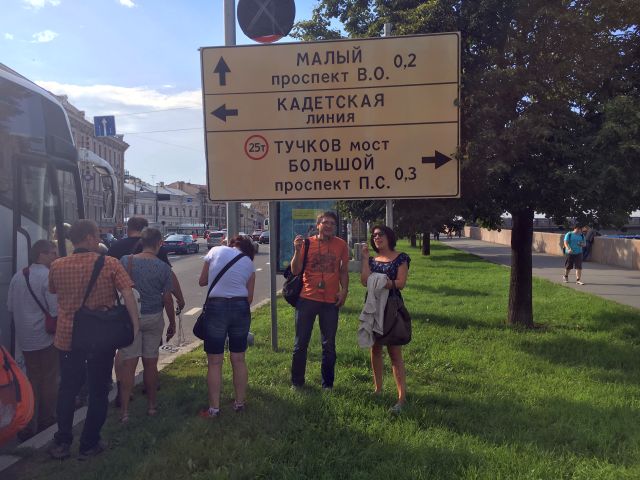 МАЛЫЙ
проспект В.О. 0,2
КАДЕТСКАЯ
ЛИНИЯ
25т ТУЧКОВ мост
БОЛЬШОЙ
проспект П.С. 0,3